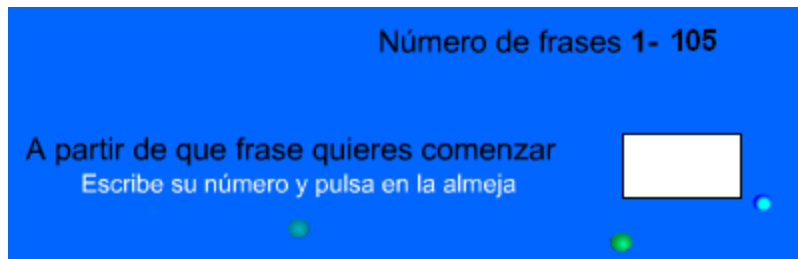 Número de frases 1- 105
A partir de que frase quieres comenzar
Escribe su número y pulsa en la almeja